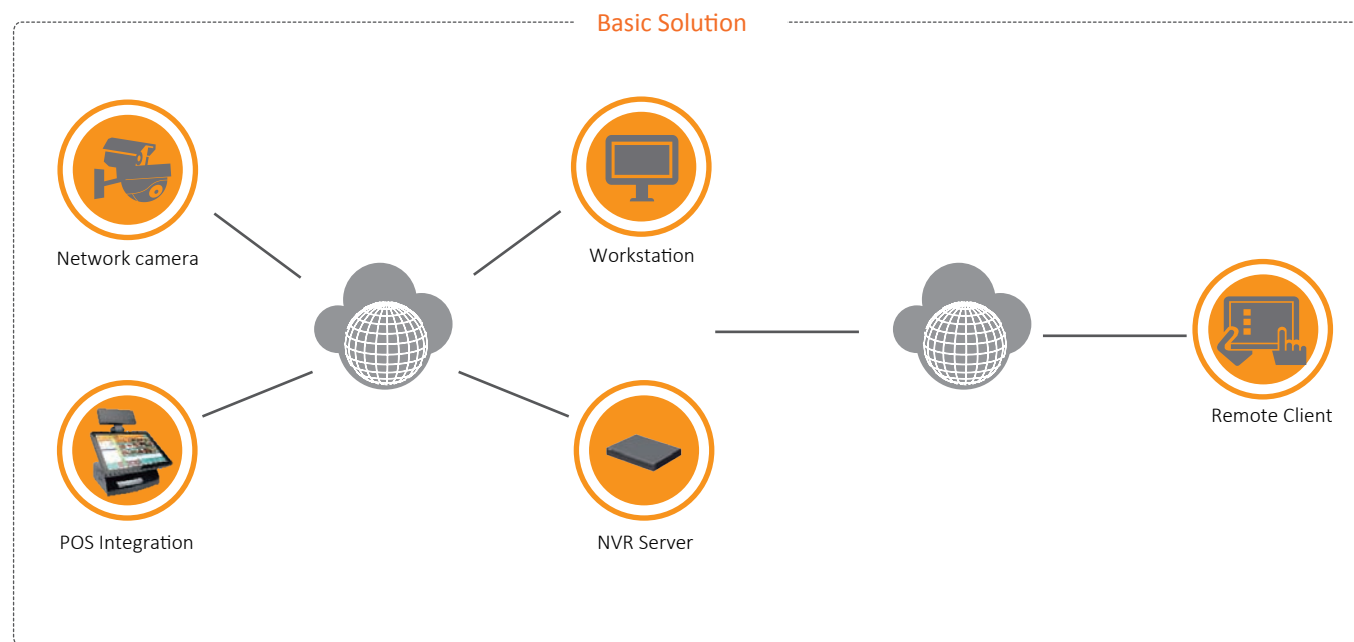 Basic Solution
Network camera
Workstation
Remote Client
POS Integration
NVR Server